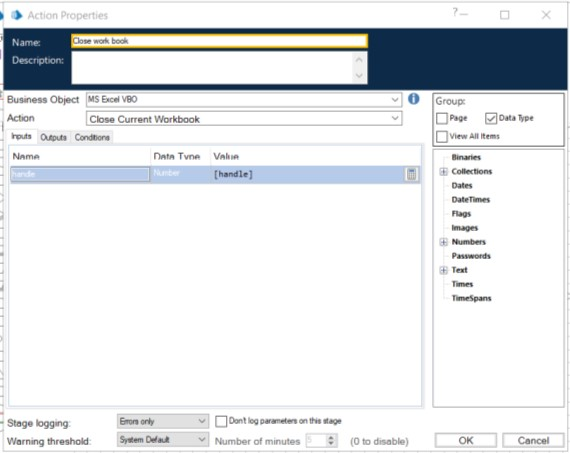 Action Properties
?
Name: Close work book
Description:
Business Object MS Excel VBO
Action Close Current Workbook
Inputs Outputs Conditions
Name Data Type Value
handle Number [handle]
Group:
Page Data Type
View All Items
Binaries
Collections
Dates
DateTimes
Flags
Images
Numbers
Passwords
Text
Times
TimeSpans
Stage logging: Errors only Don't log parameters on this stage
Warning threshold: System Default Number of minutes 5 (0 to disable)
OK Cancel